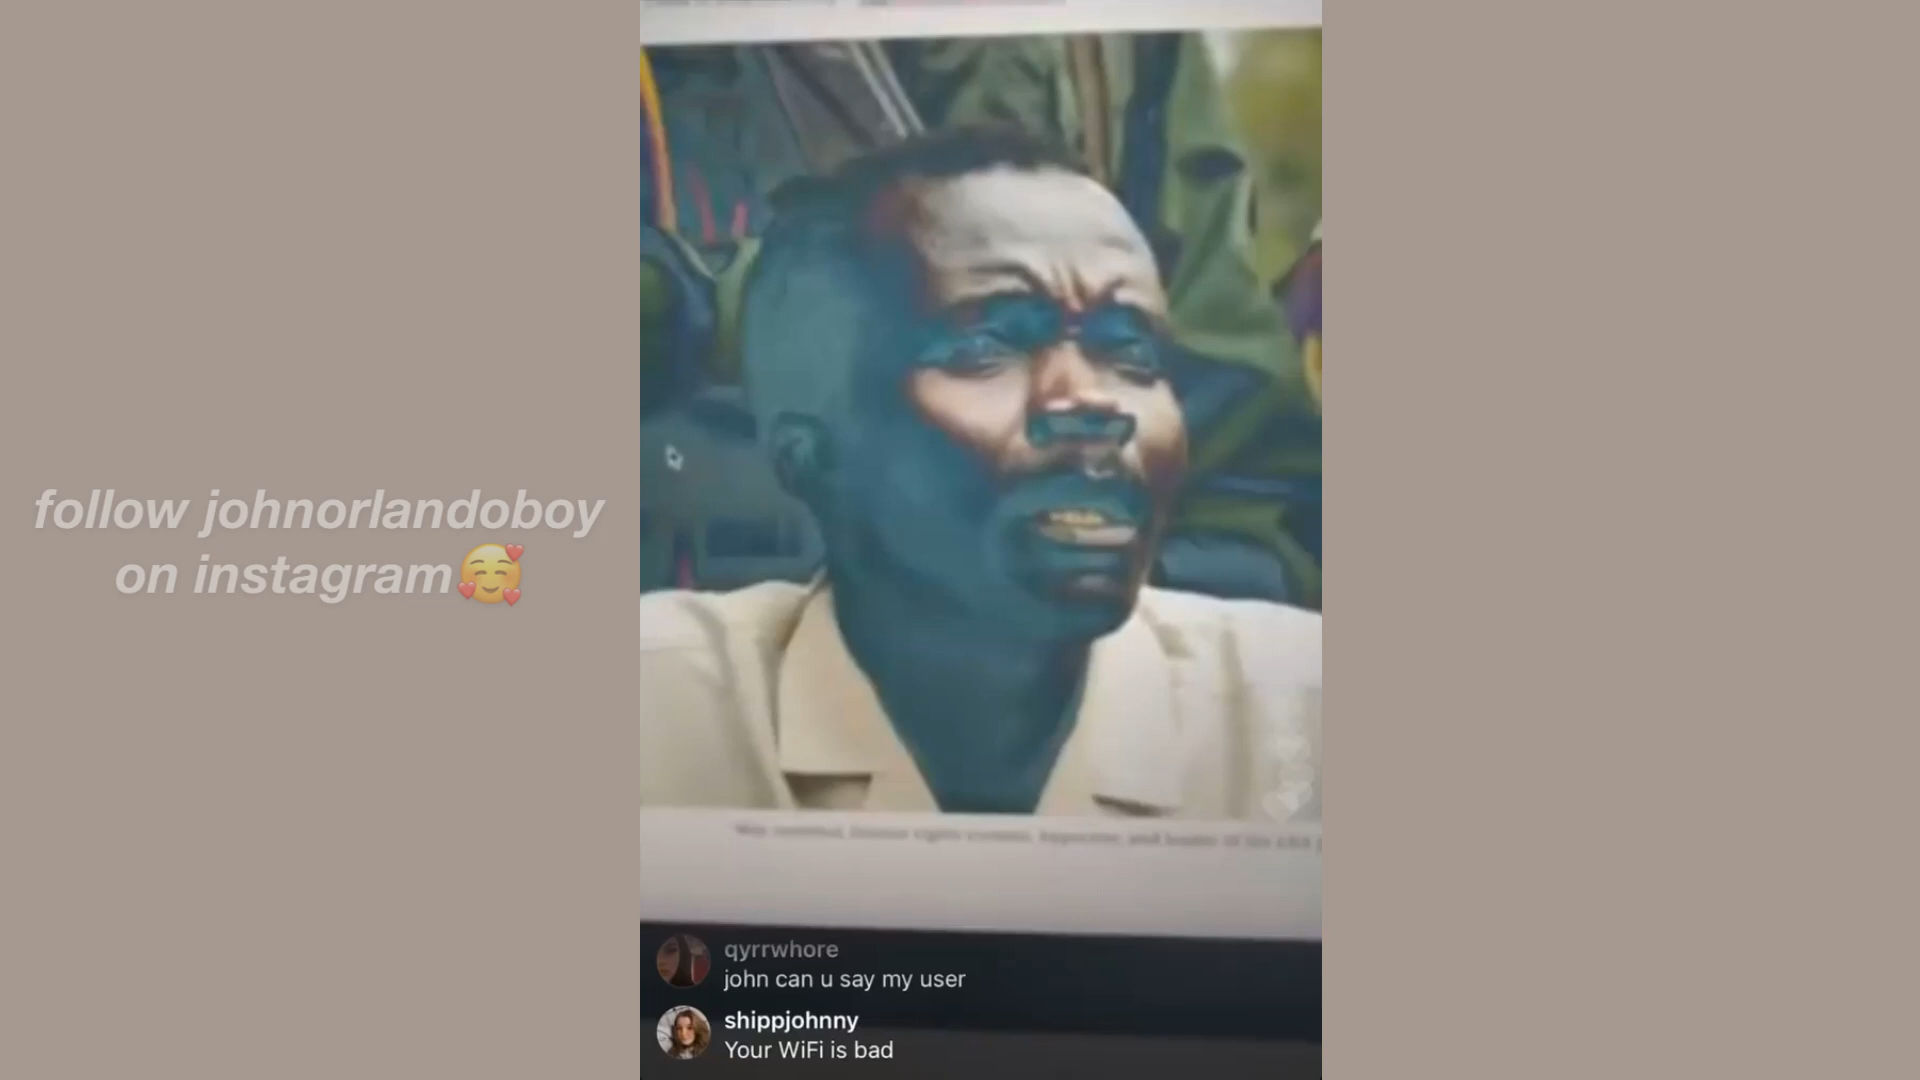 follow johnorlandoboy
on instagram🥰
qyrrwhore
john can u say my user
shippjohnny
Your WiFi is bad